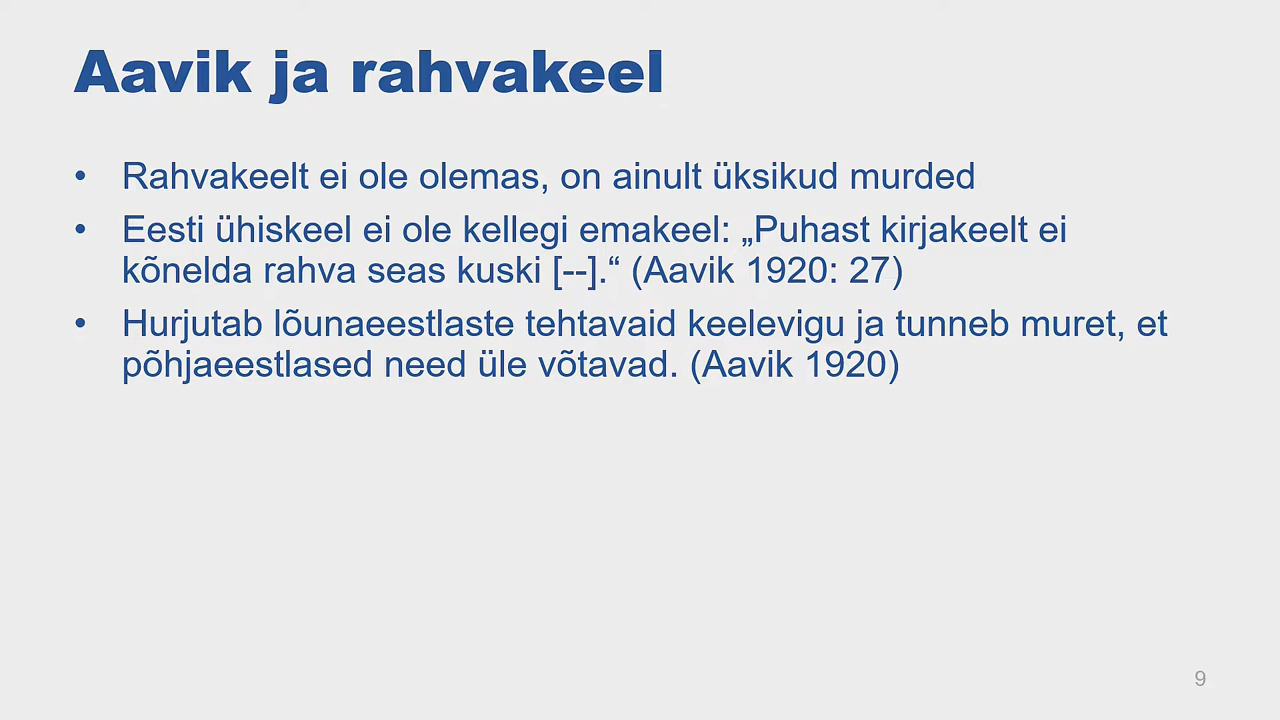 Aavik ja rahvakeel
• Rahvakeelt ei ole olemas, on ainult üksikud murded
• Eesti ühiskeel ei ole kellegi emakeel: „Puhast kirjakeelt ei
kõnelda rahva seas kuski [--].“ (Aavik 1920: 27)
• Hurjutab lõunaeestlaste tehtavaid keelevigu ja tunneb muret, et
põhjaeestlased need üle võtavad. (Aavik 1920)
9